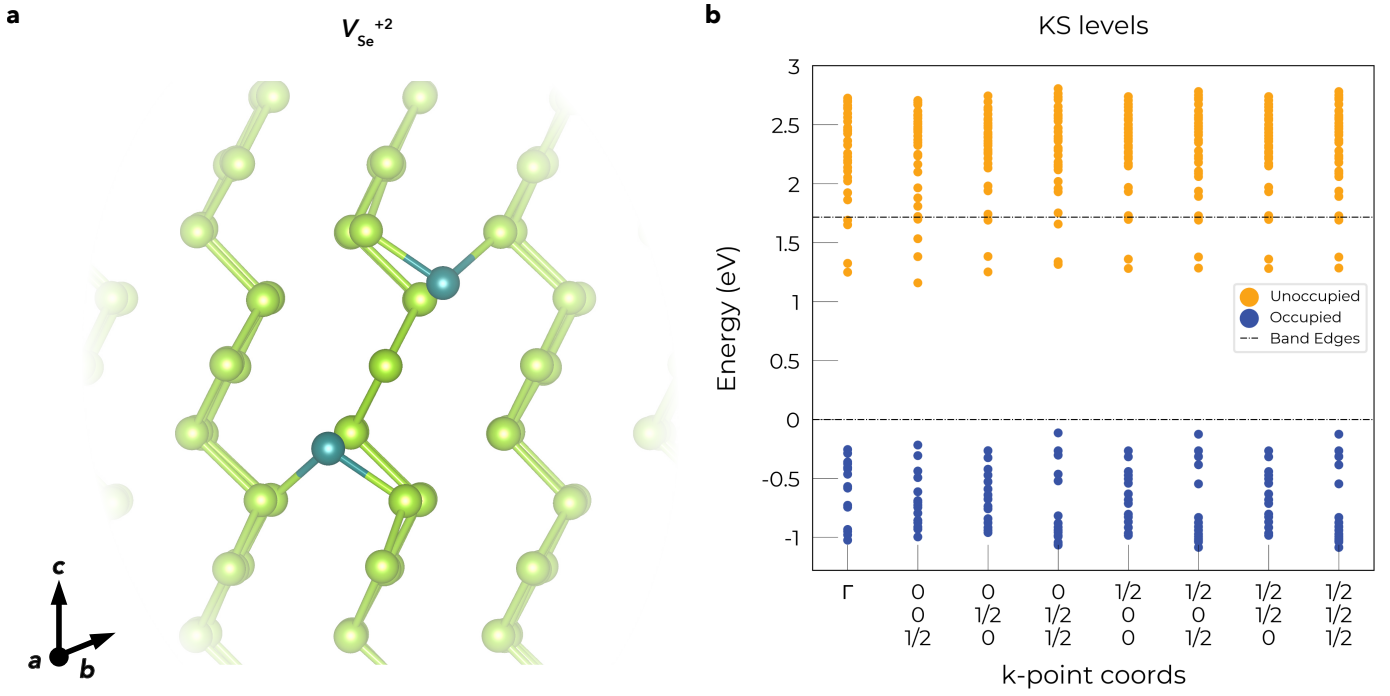 a
V_Se^+2
c
a
b
b
KS levels
Energy (eV)
3
2.5
2
1.5
1
0.5
0
-0.5
-1
Unoccupied
Occupied
Band Edges
Γ 0 0 0 1/2 1/2 1/2 1/2
0 1/2 1/2 0 0 1/2 1/2
1/2 0 1/2 0 1/2 0 1/2
k-point coords